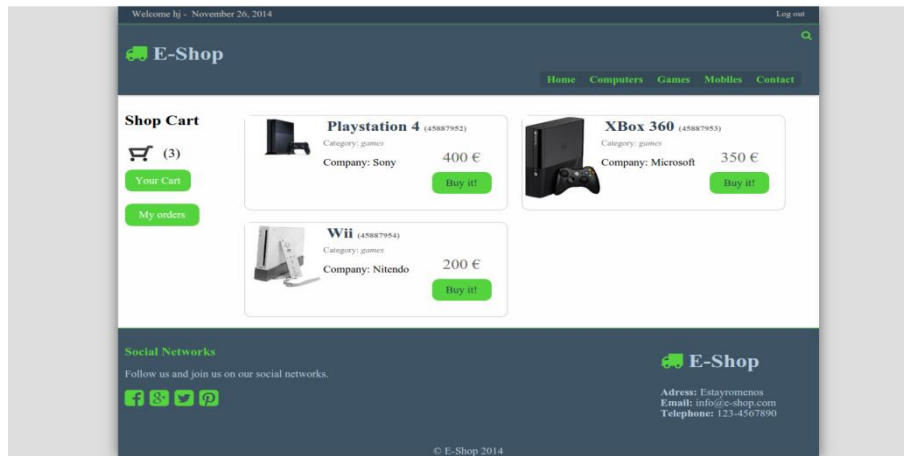 Welcome hj - November 26, 2014
Log out
E-Shop
Home Computers Games Mobiles Contact
Shop Cart
(3)
Your Cart
My orders
Playstation 4 (45887952)
Category: games
Company: Sony
400 €
Buy it!
XBox 360 (45887953)
Category: games
Company: Microsoft
350 €
Buy it!
Wii (45887954)
Category: games
Company: Nitendo
200 €
Buy it!
Social Networks
Follow us and join us on our social networks.
E-Shop
Adress: Estayromenos
Email: info@e-shop.com
Telephone: 123-4567890
© E-Shop 2014